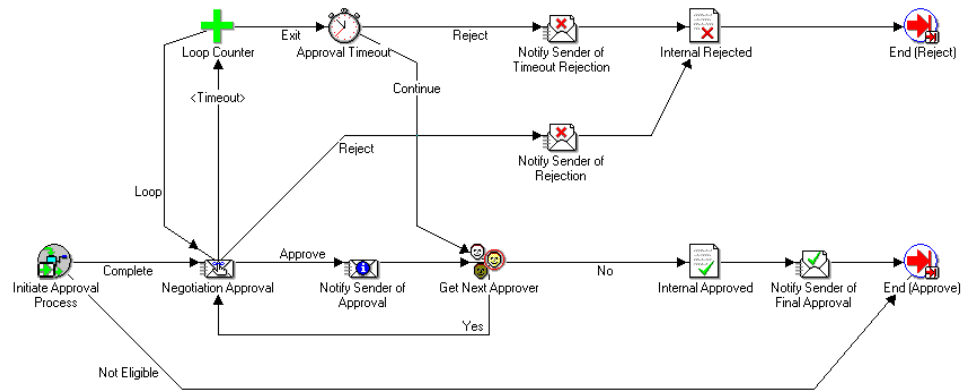 Loop Counter
Exit
Approval Timeout
Reject
Notify Sender of
Timeout Rejection
Internal Rejected
End (Reject)
Continue
<Timeout>
Reject
Notify Sender of
Rejection
Loop
Initiate Approval
Process
Complete
Negotiation Approval
Approve
Notify Sender of
Approval
Get Next Approver
No
Internal Approved
Notify Sender of
Final Approval
End (Approve)
Yes
Not Eligible